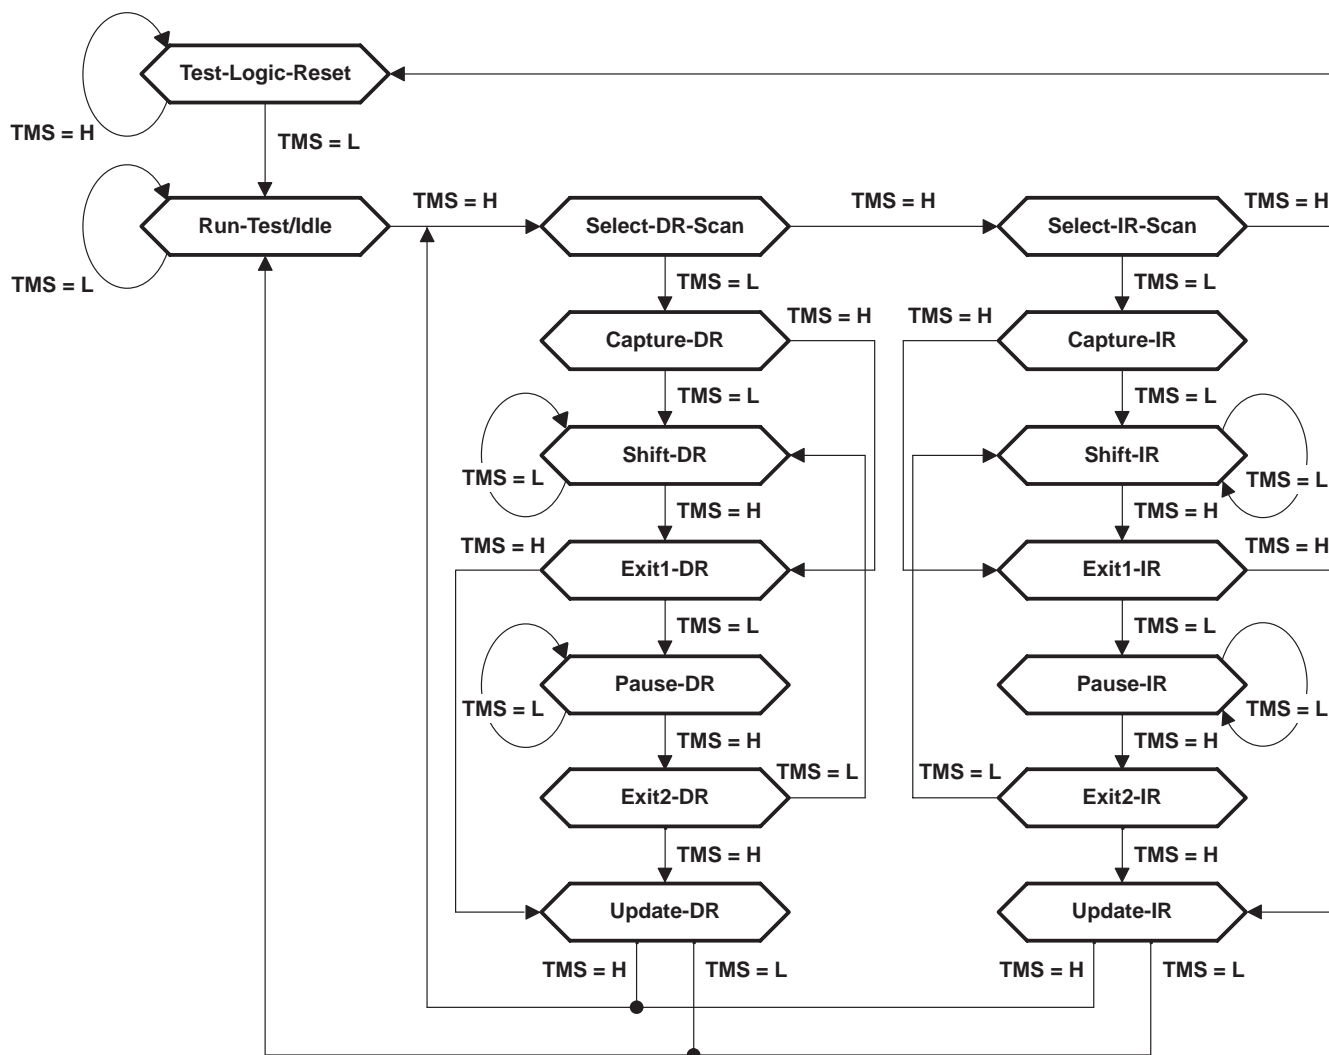 Test-Logic-Reset
TMS = H
TMS = L
TMS = H
TMS = H
TMS = H
Run-Test/Idle
Select-DR-Scan
Select-IR-Scan
TMS = L
TMS = L
TMS = L
TMS = H
TMS = H
Capture-DR
Capture-IR
TMS = L
TMS = L
Shift-DR
Shift-IR
TMS = L
TMS = L
TMS = H
TMS = H
TMS = H
TMS = H
Exit1-DR
Exit1-IR
TMS = L
TMS = L
Pause-DR
Pause-IR
TMS = L
TMS = L
TMS = H
TMS = H
TMS = L
TMS = L
Exit2-DR
Exit2-IR
TMS = H
TMS = H
Update-DR
Update-IR
TMS = H
TMS = L
TMS = H
TMS = L